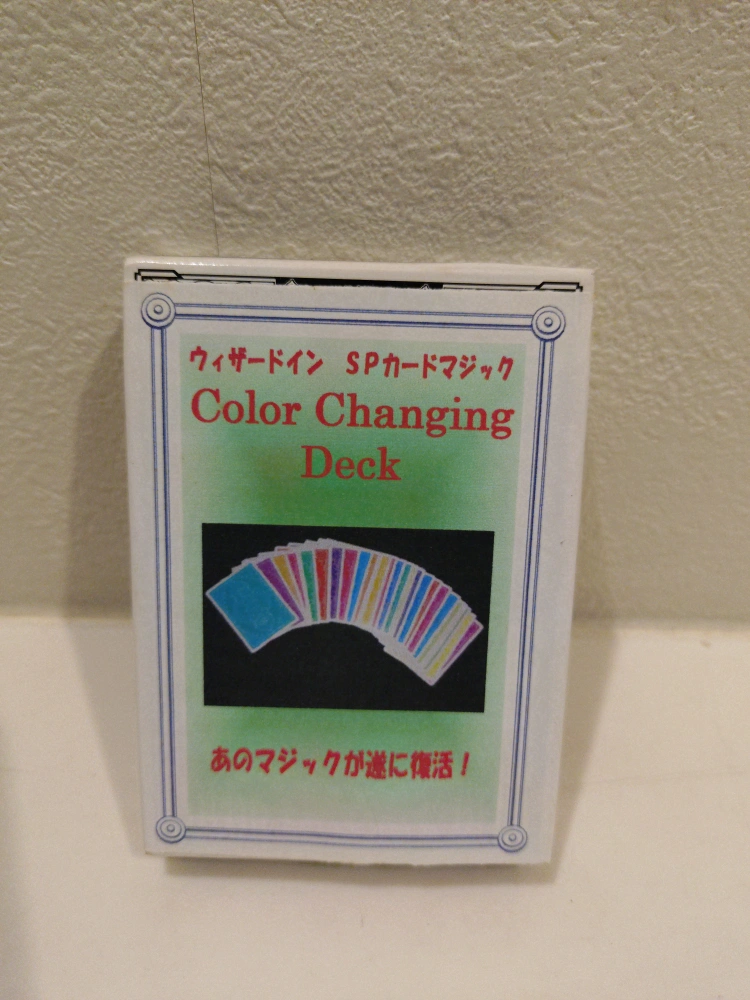 ウィザードイン　SPカードマジック
Color Changing
Deck
あのマジックが遂に復活！